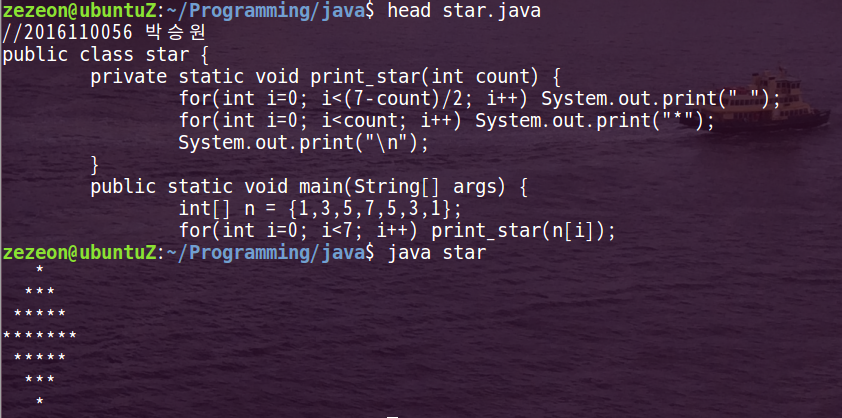 zezeon@ubuntuZ:~/Programming/java$ head star.java
//2016110056 박승원
public class star {
        private static void print_star(int count) {
                for(int i=0; i<(7-count)/2; i++) System.out.print(" ");
                for(int i=0; i<count; i++) System.out.print("*");
                System.out.print("\n");
        }
        public static void main(String[] args) {
                int[] n = {1,3,5,7,5,3,1};
                for(int i=0; i<7; i++) print_star(n[i]);
zezeon@ubuntuZ:~/Programming/java$ java star
   *
  ***
 *****
*******
 *****
  ***
   *